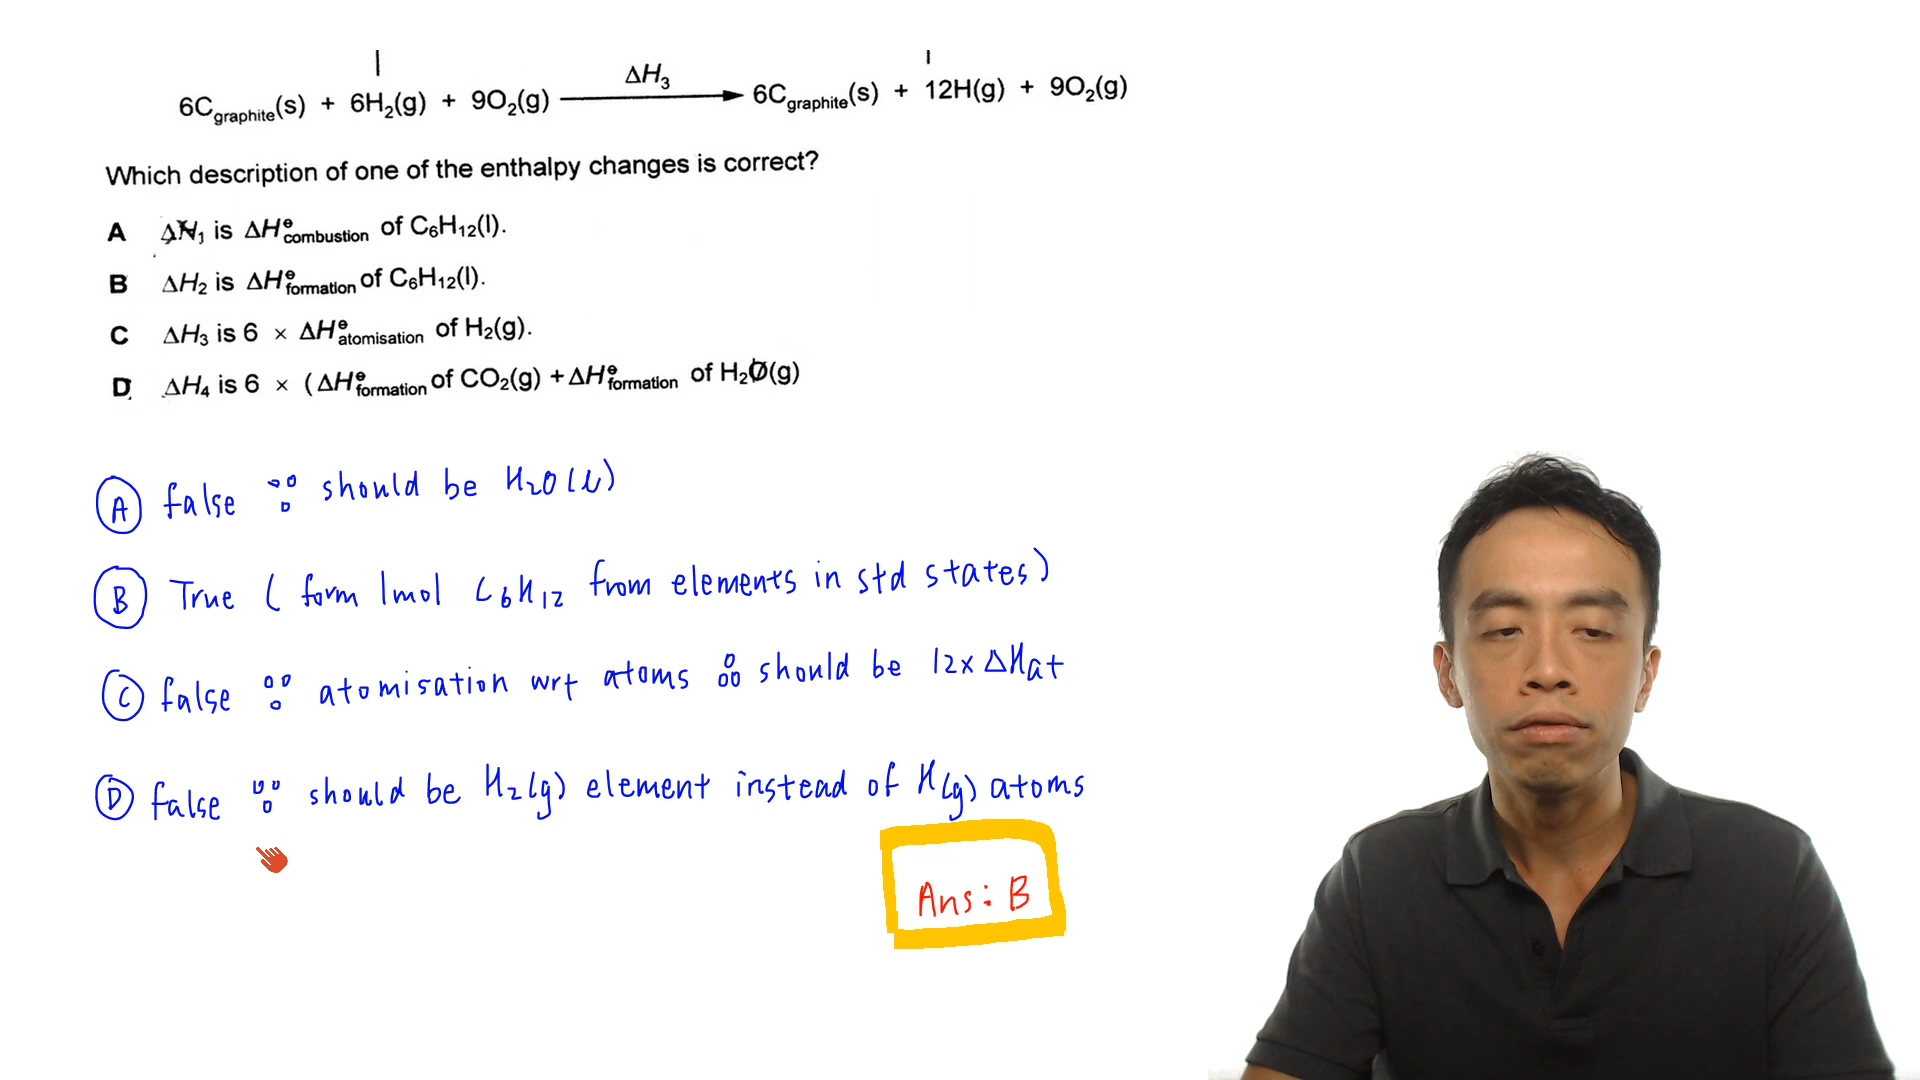 ΔH₃
6C_graphite(s) + 6H₂(g) + 9O₂(g) → 6C_graphite(s) + 12H(g) + 9O₂(g)
Which description of one of the enthalpy changes is correct?
A ΔH₁ is ΔH°combustion of C₆H₁₂(l).
B ΔH₂ is ΔH°formation of C₆H₁₂(l).
C ΔH₃ is 6 × ΔH°atomisation of H₂(g).
D ΔH₄ is 6 × (ΔH°formation of CO₂(g) + ΔH°formation of H₂O(g)
A false ∵ should be H₂O(l)
B True (form 1mol C₆H₁₂ from elements in std states)
C false ∵ atomisation wrt atoms ∴ should be 12x ΔHat
D false ∵ should be H₂(g) element instead of H(g) atoms
Ans: B